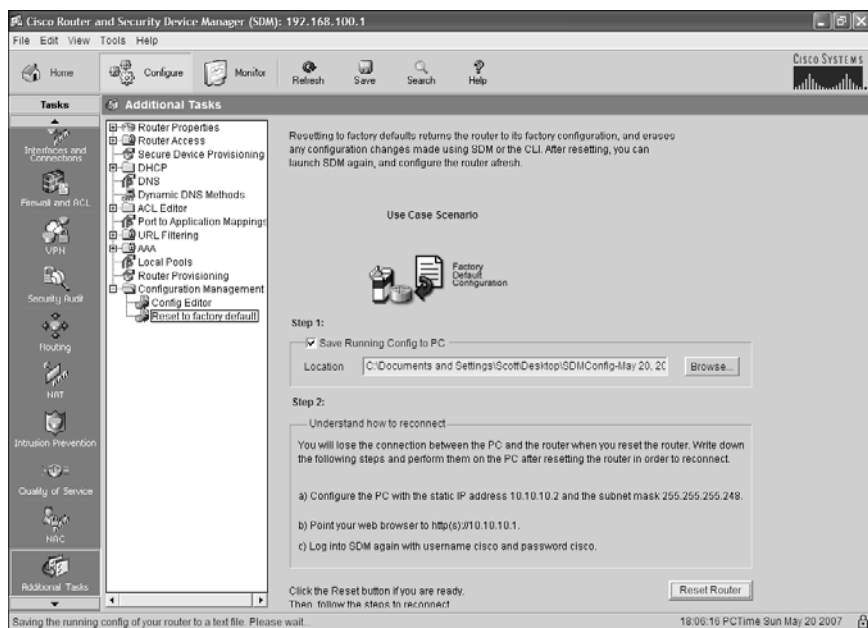 Cisco Router and Security Device Manager (SDM): 192.168.100.1
File Edit View Tools Help
Home Configure Monitor Refresh Save Search Help
CISCO SYSTEMS
Tasks
Additional Tasks
Interfaces and Connections
Firewall and ACL
VPN
Security Audit
Routing
NAT
Intrusion Prevention
Quality of Service
NAC
Additional Tasks
Router Properties
Router Access
Secure Device Provisioning
DHCP
DNS
Dynamic DNS Methods
ACL Editor
Port to Application Mappings
URL Filtering
AAA
Local Pools
Router Provisioning
Configuration Management
Config Editor
Reset to factory default
Resetting to factory defaults returns the router to its factory configuration, and erases
any configuration changes made using SDM or the CLI. After resetting, you can
launch SDM again, and configure the router afresh.
Use Case Scenario
Factory
Default
Configuration
Step 1:
Save Running Config to PC
Location C:\Documents and Settings\Scott\Desktop\SDMConfig-May 20, 20 Browse...
Step 2:
Understand how to reconnect
You will lose the connection between the PC and the router when you reset the router. Write down
the following steps and perform them on the PC after resetting the router in order to reconnect.
a) Configure the PC with the static IP address 10.10.10.2 and the subnet mask 255.255.255.248.
b) Point your web browser to http(s)://10.10.10.1.
c) Log into SDM again with username cisco and password cisco.
Click the Reset button if you are ready.
Then, follow the steps to reconnect
Reset Router
Saving the running config of your router to a text file. Please wait...
18:06:16 PCTime Sun May 20 2007